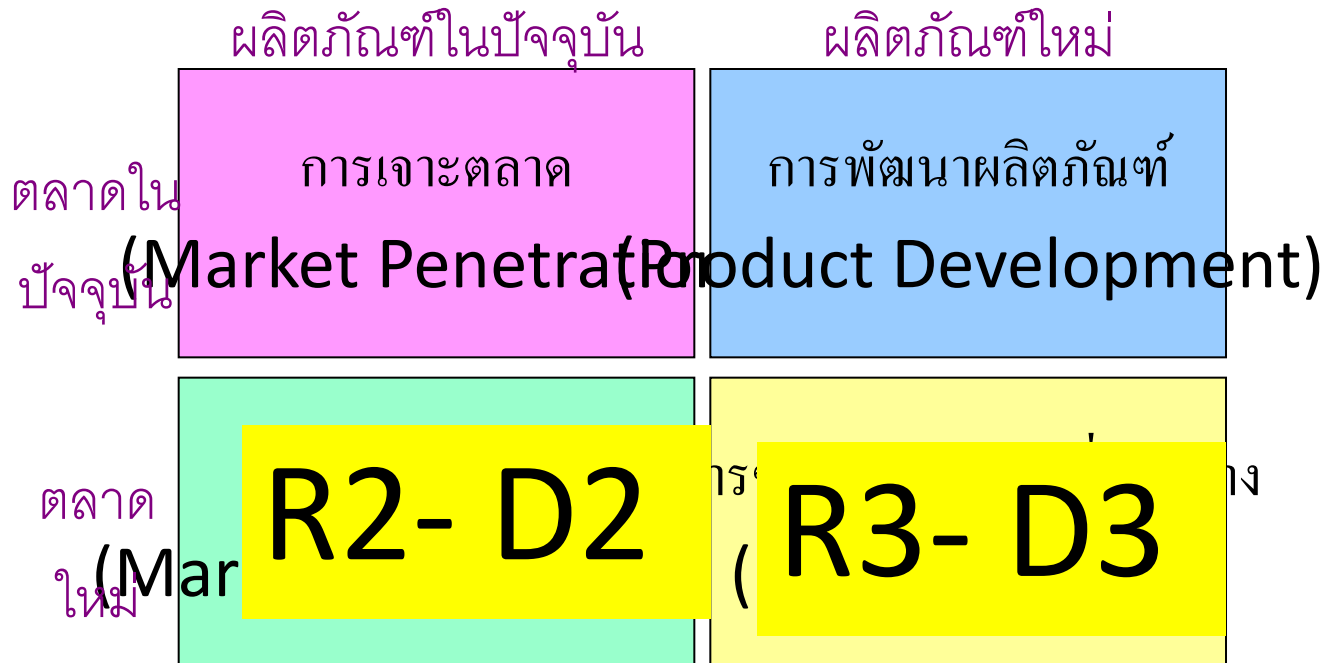 ผลิตภัณฑ์ในปัจจุบัน
ผลิตภัณฑ์ใหม่
ตลาดใน
ปัจจุบัน
การเจาะตลาด
(Market Penetration
การพัฒนาผลิตภัณฑ์
(Product Development)
ตลาด
ใหม่
(Mar
R2- D2
R3- D3